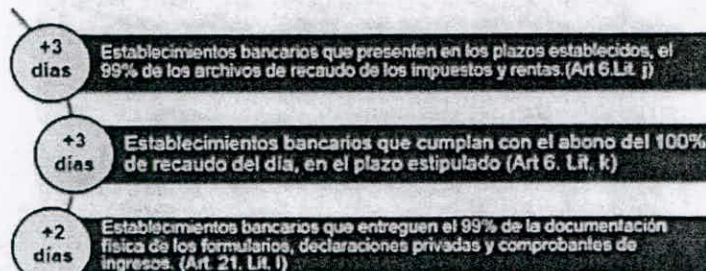 +3
días
Establecimientos bancarios que presenten en los plazos establecidos, el
99% de los archivos de recaudo de los impuestos y rentas.(Art 6.Lit. j)
+3
días
Establecimientos bancarios que cumplan con el abono del 100%
de recaudo del día, en el plazo estipulado (Art 6. Lit. k)
+2
días
Establecimientos bancarios que entreguen el 99% de la documentación
física de los formularios, declaraciones privadas y comprobantes de
ingresos. (Art. 21. Lit. l)